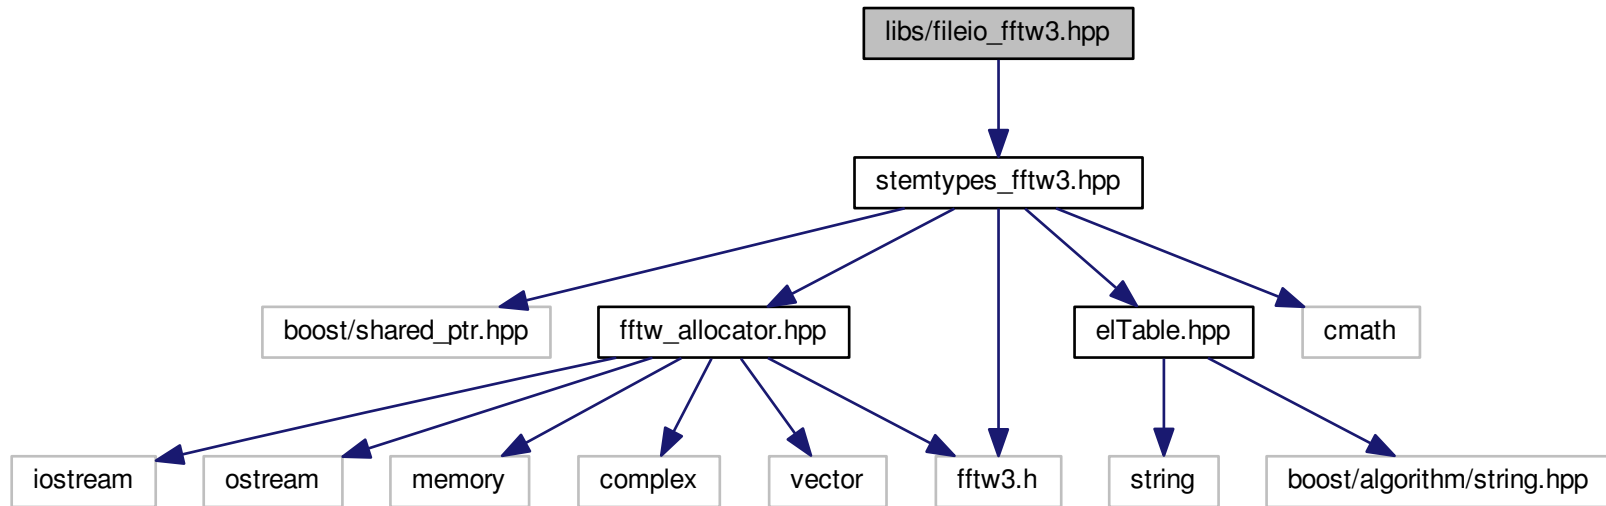 libs/fileio_fftw3.hpp
stemtypes_fftw3.hpp
boost/shared_ptr.hpp
fftw_allocator.hpp
elTable.hpp
cmath
iostream
ostream
memory
complex
vector
fftw3.h
string
boost/algorithm/string.hpp